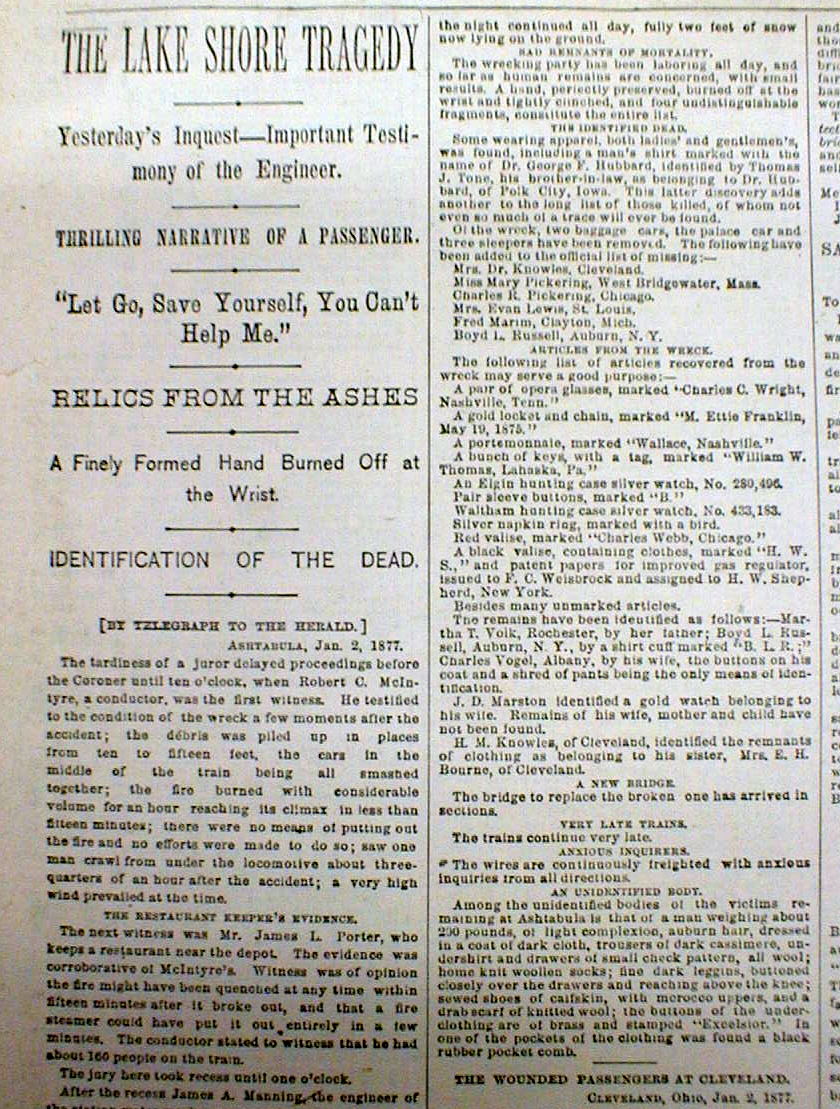 THE LAKE SHORE TRAGEDY
Yesterday's Inquest—Important Testi-
mony of the Engineer.
THRILLING NARRATIVE OF A PASSENGER.
"Let Go, Save Yourself, You Can't
Help Me."
RELICS FROM THE ASHES
A Finely Formed Hand Burned Off at
the Wrist.
IDENTIFICATION OF THE DEAD.
[BY TELEGRAPH TO THE HERALD.]
ASHTABULA, Jan. 2, 1877.
The tardiness of a juror delayed proceedings before
the Coroner until ten o'clock, when Robert C. McIn-
tyre, a conductor, was the first witness. He testified
to the condition of the wreck a few moments after the
accident; the débris was piled up in places
from ten to fifteen feet, the cars in the
middle of the train being all smashed
together; the fire burned with considerable
volume for an hour reaching its climax in less than
fifteen minutes; there were no means of putting out
the fire and no efforts were made to do so; saw one
man crawl from under the locomotive about three-
quarters of an hour after the accident; a very high
wind prevailed at the time.
THE RESTAURANT KEEPER'S EVIDENCE.
The next witness was Mr. James L. Porter, who
keeps a restaurant near the depot. The evidence was
corroborative of McIntyre's. Witness was of opinion
the fire might have been quenched at any time within
fifteen minutes after it broke out, and that a fire
steamer could have put it out entirely in a few
minutes. The conductor stated to witness that he had
about 160 people on the train.
The jury here took recess until one o'clock.
After the recess James A. Manning, the engineer of
the night continued all day, fully two feet of snow
now lying on the ground.
SAD REMNANTS OF MORTALITY.
The wrecking party has been laboring all day, and
so far as human remains are concerned, with small
results. A hand, perfectly preserved, burned off at the
wrist and tightly clinched, and four undistinguishable
fragments, constitute the entire list.
THE IDENTIFIED DEAD.
Some wearing apparel, both ladies' and gentlemen's,
was found, including a man's shirt marked with the
name of Dr. George F. Hubbard, identified by Thomas
J. Tone, his brother-in-law, as belonging to Dr. Hub-
bard, of Polk City, Iowa. This latter discovery adds
another to the long list of those killed, of whom not
even so much of a trace will ever be found.
Of the wreck, two baggage cars, the palace car and
three sleepers have been removed. The following have
been added to the official list of missing:—
Mrs. Dr. Knowles, Cleveland.
Miss Mary Pickering, West Bridgewater, Mass.
Charles R. Pickering, Chicago.
Mrs. Evan Lewis, St. Louis.
Fred Marim, Clayton, Mich.
Boyd L. Russell, Auburn, N. Y.
ARTICLES FROM THE WRECK.
The following list of articles recovered from the
wreck may serve a good purpose:—
A pair of opera glasses, marked "Charles C. Wright,
Nashville, Tenn."
A gold locket and chain, marked "M. Ettie Franklin,
May 19, 1875."
A portemonnaie, marked "Wallace, Nashville."
A bunch of keys, with a tag, marked "William W.
Thomas, Lahaska, Pa."
An Elgin hunting case silver watch, No. 280,496.
Pair sleeve buttons, marked "B."
Waltham hunting case silver watch, No. 433,183.
Silver napkin ring, marked with a bird.
Red valise, marked "Charles Webb, Chicago."
A black valise, containing clothes, marked "H. W.
S.," and patent papers for improved gas regulator,
issued to F. C. Weisbrock and assigned to H. W. Shep-
herd, New York.
Besides many unmarked articles.
The remains have been identified as follows:—Mar-
tha T. Volk, Rochester, by her father; Boyd L. Rus-
sell, Auburn, N. Y., by a shirt cuff marked "B. L. R.;"
Charles Vogel, Albany, by his wife, the buttons on his
coat and a shred of pants being the only means of iden-
tification.
J. D. Marston identified a gold watch belonging to
his wife. Remains of his wife, mother and child have
not been found.
H. M. Knowles, of Cleveland, identified the remnants
of clothing as belonging to his sister, Mrs. E. H.
Bourne, of Cleveland.
A NEW BRIDGE.
The bridge to replace the broken one has arrived in
sections.
VERY LATE TRAINS.
The trains continue very late.
ANXIOUS INQUIRERS.
The wires are continuously freighted with anxious
inquiries from all directions.
AN UNIDENTIFIED BODY.
Among the unidentified bodies of the victims re-
maining at Ashtabula is that of a man weighing about
200 pounds, of light complexion, auburn hair, dressed
in a coat of dark cloth, trousers of dark cassimere, un-
dershirt and drawers of small check pattern, all wool;
home knit woollen socks; fine dark leggins, buttoned
closely over the drawers and reaching above the knee;
sewed shoes of calfskin, with morocco uppers, and a
drab scarf of knitted wool; the buttons of the under-
clothing are of brass and stamped "Excelsior." In
one of the pockets of the clothing was found a black
rubber pocket comb.
THE WOUNDED PASSENGERS AT CLEVELAND.
CLEVELAND, Ohio, Jan. 2, 1877.